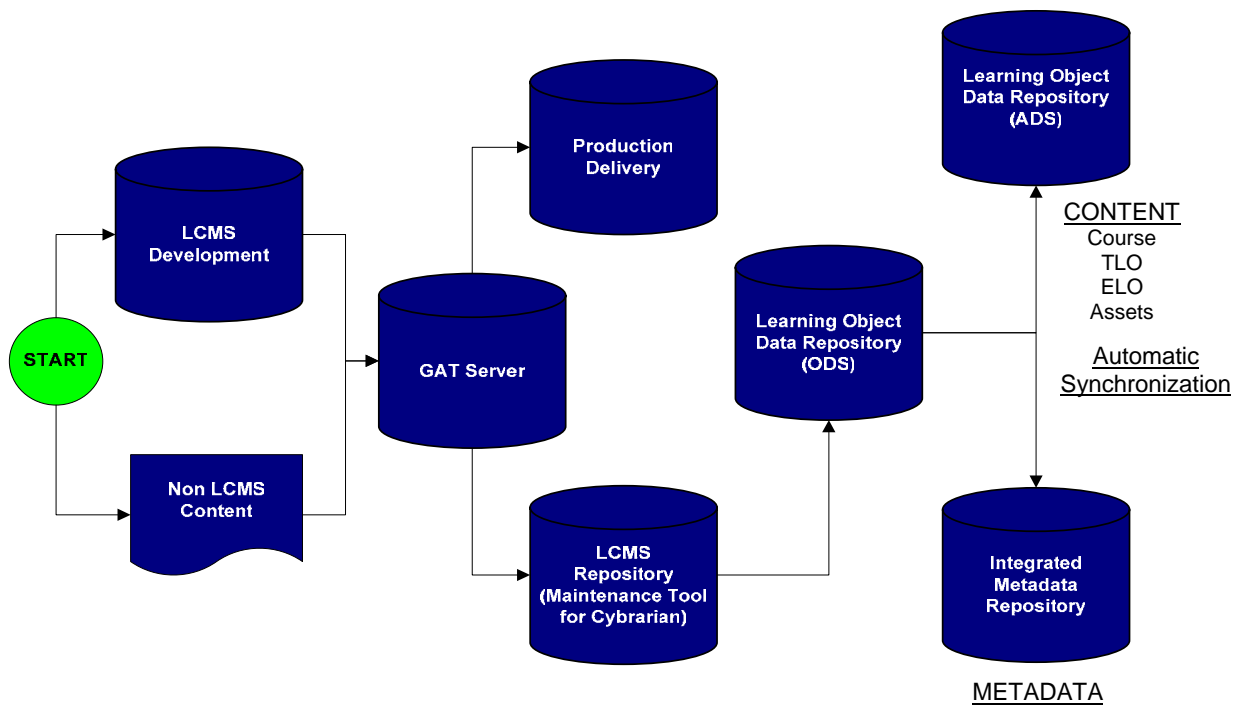 START
LCMS
Development
Non LCMS
Content
GAT Server
Production
Delivery
LCMS
Repository
(Maintenance Tool
for Cybrarian)
Learning Object
Data Repository
(ODS)
Learning Object
Data Repository
(ADS)
CONTENT
Course
TLO
ELO
Assets
Automatic
Synchronization
Integrated
Metadata
Repository
METADATA